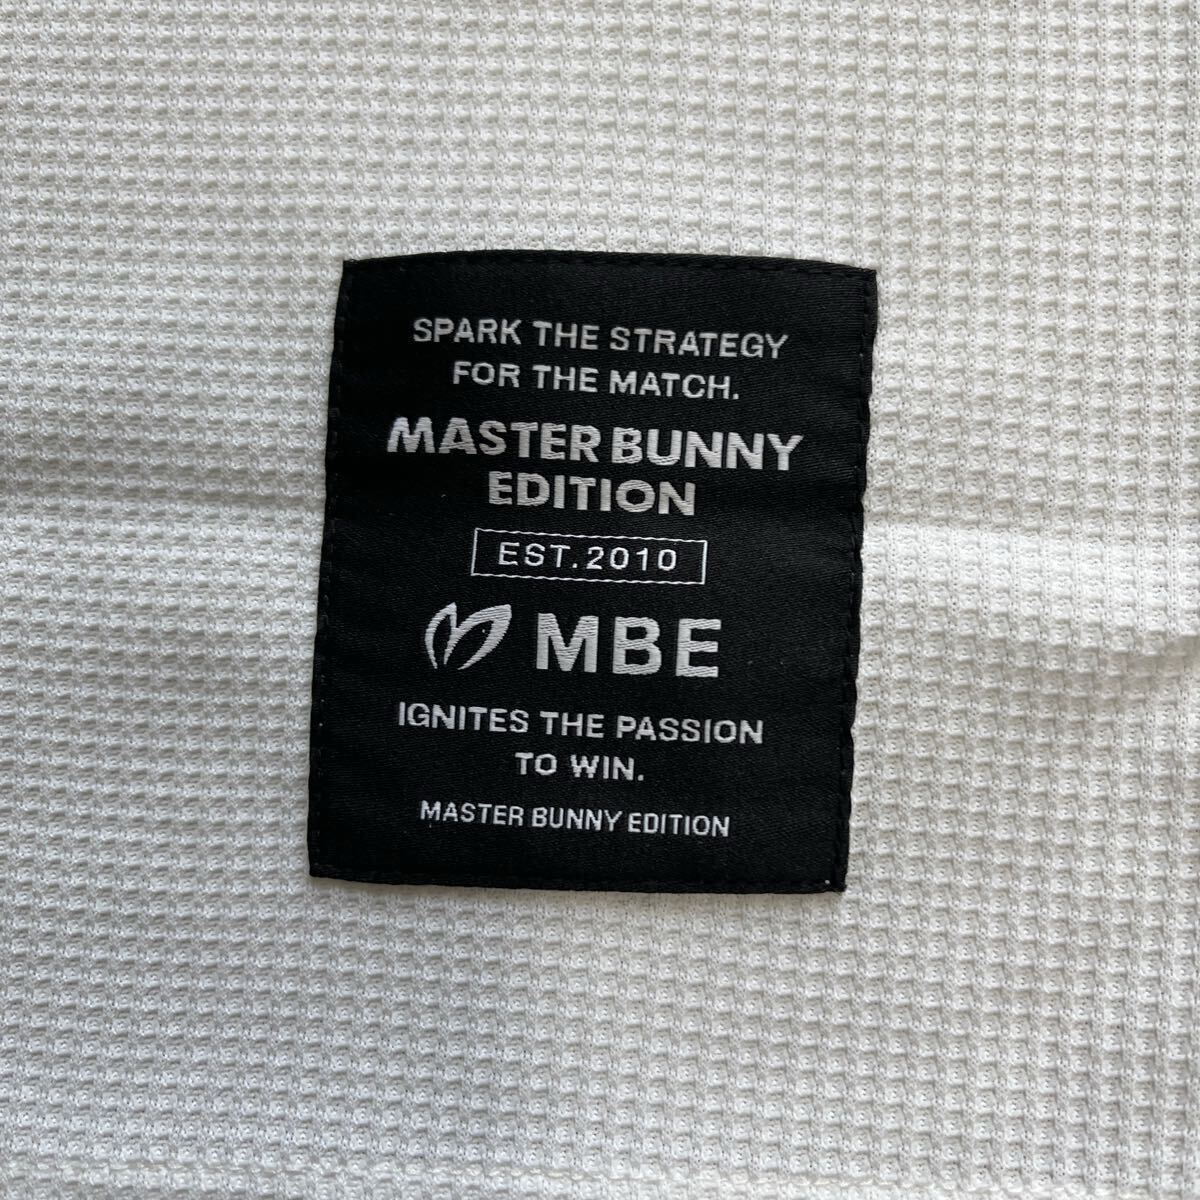 SPARK THE STRATEGY
FOR THE MATCH.
MASTER BUNNY
EDITION
EST.2010
MBE
IGNITES THE PASSION
TO WIN.
MASTER BUNNY EDITION